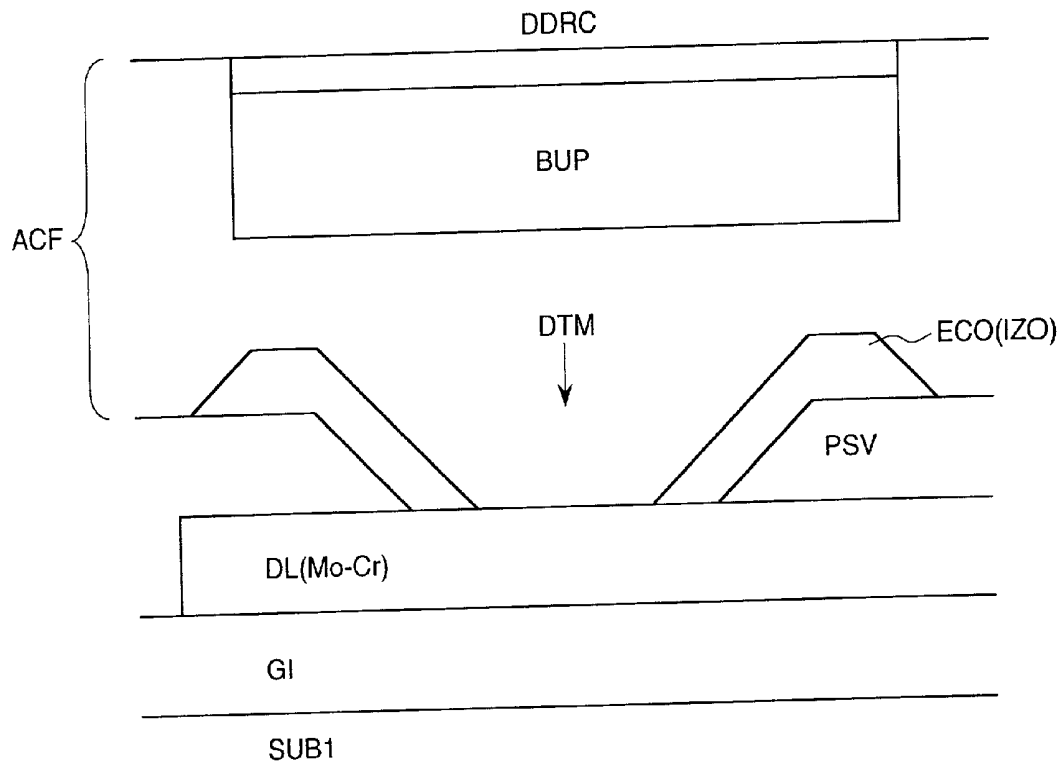 DDRC
BUP
ACF
DTM
ECO(IZO)
PSV
DL(Mo-Cr)
GI
SUB1